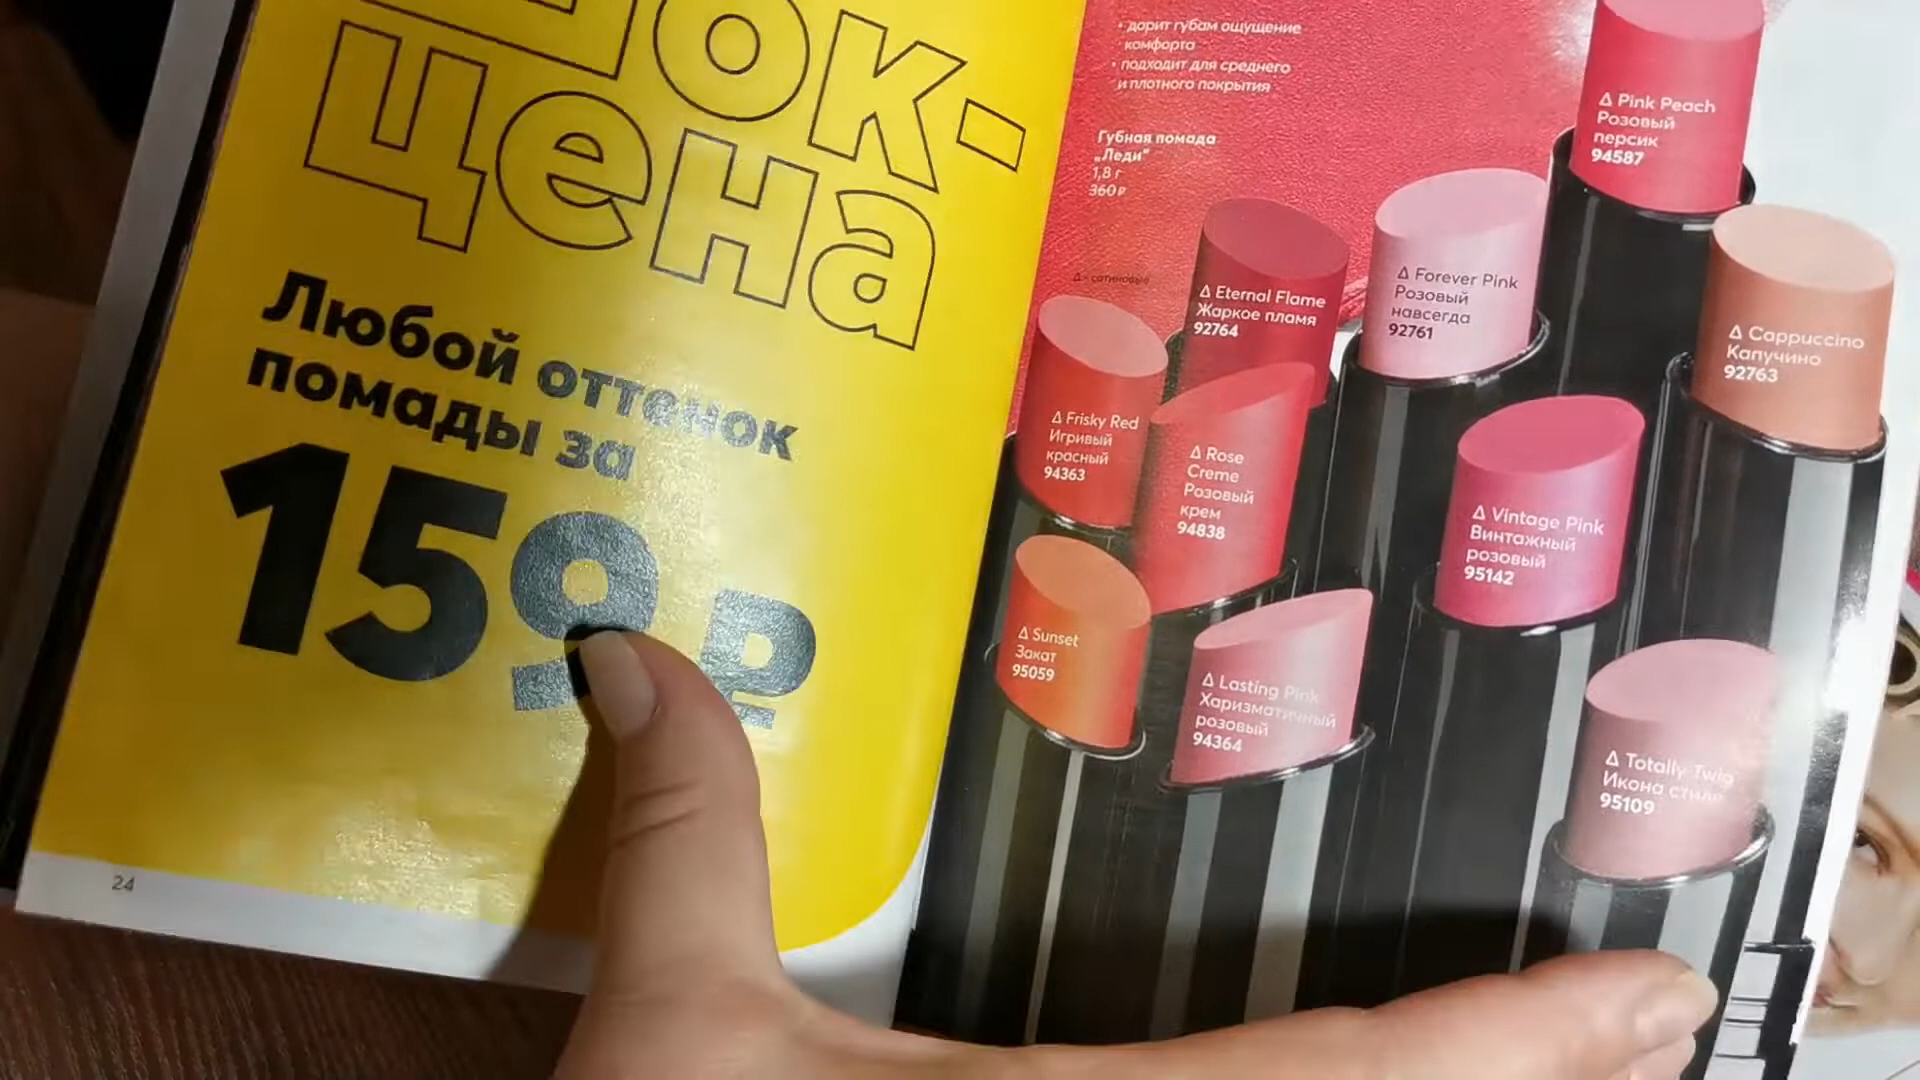 шок-
цена
Любой оттенок
помады за
159 ₽
24
• дарит губам ощущение
комфорта
• подходит для среднего
и плотного покрытия
Губная помада
„Леди“
1,8 г
360 ₽
Δ - сатиновые
Δ Pink Peach
Розовый
персик
94587
Δ Forever Pink
Розовый
навсегда
92761
Δ Eternal Flame
Жаркое пламя
92764
Δ Cappuccino
Капучино
92763
Δ Frisky Red
Игривый
красный
94363
Δ Rose
Creme
Розовый
крем
94838
Δ Vintage Pink
Винтажный
розовый
95142
Δ Sunset
Закат
95059
Δ Lasting Pink
Харизматичный
розовый
94364
Δ Totally Twig
Икона стиля
95109